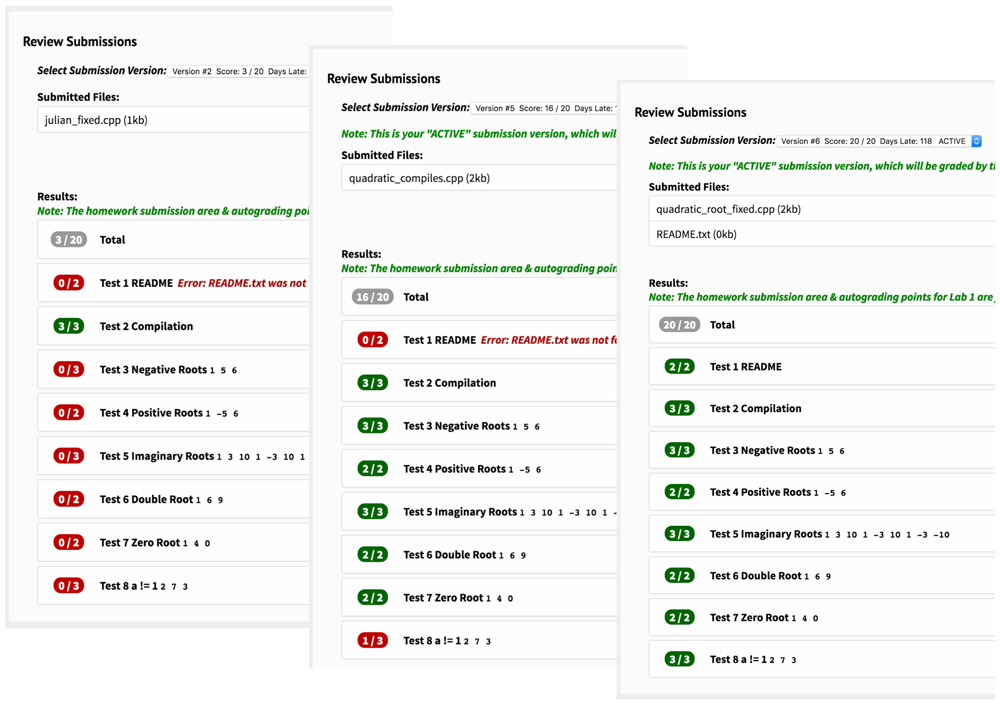 Review Submissions
Select Submission Version: Version #2 Score: 3 / 20 Days Late:
Submitted Files:
julian_fixed.cpp (1kb)
Results:
Note: The homework submission area & autograding poi
3 / 20 Total
0 / 2 Test 1 README Error: README.txt was not
3 / 3 Test 2 Compilation
0 / 3 Test 3 Negative Roots 1 5 6
0 / 2 Test 4 Positive Roots 1 -5 6
0 / 3 Test 5 Imaginary Roots 1 3 10 1 -3 10 1
0 / 2 Test 6 Double Root 1 6 9
0 / 2 Test 7 Zero Root 1 4 0
0 / 3 Test 8 a != 1 2 7 3
Review Submissions
Select Submission Version: Version #5 Score: 16 / 20 Days Late:
Note: This is your "ACTIVE" submission version, which will
Submitted Files:
quadratic_compiles.cpp (2kb)
Results:
Note: The homework submission area & autograding poin
16 / 20 Total
0 / 2 Test 1 README Error: README.txt was not fo
3 / 3 Test 2 Compilation
3 / 3 Test 3 Negative Roots 1 5 6
2 / 2 Test 4 Positive Roots 1 -5 6
3 / 3 Test 5 Imaginary Roots 1 3 10 1 -3 10 1 -
2 / 2 Test 6 Double Root 1 6 9
2 / 2 Test 7 Zero Root 1 4 0
1 / 3 Test 8 a != 1 2 7 3
Review Submissions
Select Submission Version: Version #6 Score: 20 / 20 Days Late: 118 ACTIVE
Note: This is your "ACTIVE" submission version, which will be graded by t
Submitted Files:
quadratic_root_fixed.cpp (2kb)
README.txt (0kb)
Results:
Note: The homework submission area & autograding points for Lab 1 are
20 / 20 Total
2 / 2 Test 1 README
3 / 3 Test 2 Compilation
3 / 3 Test 3 Negative Roots 1 5 6
2 / 2 Test 4 Positive Roots 1 -5 6
3 / 3 Test 5 Imaginary Roots 1 3 10 1 -3 10 1 -3 -10
2 / 2 Test 6 Double Root 1 6 9
2 / 2 Test 7 Zero Root 1 4 0
3 / 3 Test 8 a != 1 2 7 3